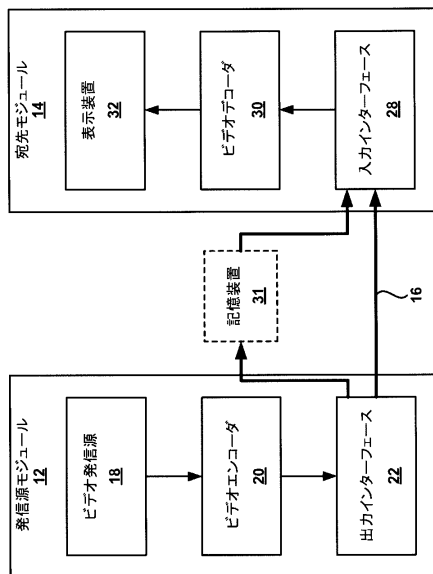 発信源モジュール
12
ビデオ発信源
18
ビデオエンコーダ
20
出力インターフェース
22
記憶装置
31
16
宛先モジュール
14
表示装置
32
ビデオデコーダ
30
入力インターフェース
28